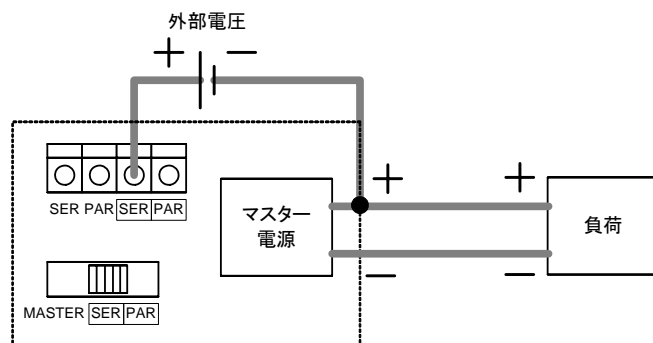 外部電圧
+ −
SER PAR SER PAR
マスター
電源
+ +
− −
負荷
MASTER SER PAR